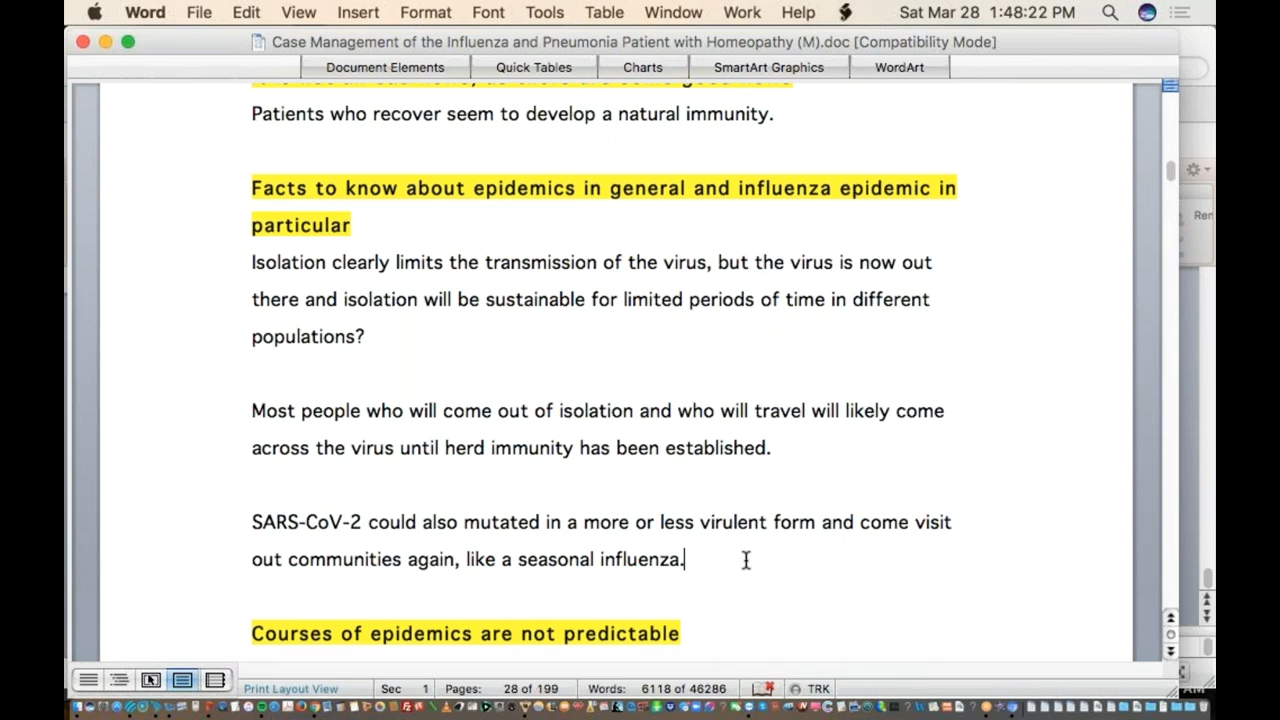 Word File Edit View Insert Format Font Tools Table Window Work Help Sat Mar 28 1:48:22 PM
Case Management of the Influenza and Pneumonia Patient with Homeopathy (M).doc [Compatibility Mode]
Document Elements Quick Tables Charts SmartArt Graphics WordArt
Patients who recover seem to develop a natural immunity.
Facts to know about epidemics in general and influenza epidemic in
particular
Isolation clearly limits the transmission of the virus, but the virus is now out
there and isolation will be sustainable for limited periods of time in different
populations?
Most people who will come out of isolation and who will travel will likely come
across the virus until herd immunity has been established.
SARS-CoV-2 could also mutated in a more or less virulent form and come visit
out communities again, like a seasonal influenza.
Courses of epidemics are not predictable
Print Layout View Sec 1 Pages: 28 of 199 Words: 6118 of 46286 TRK